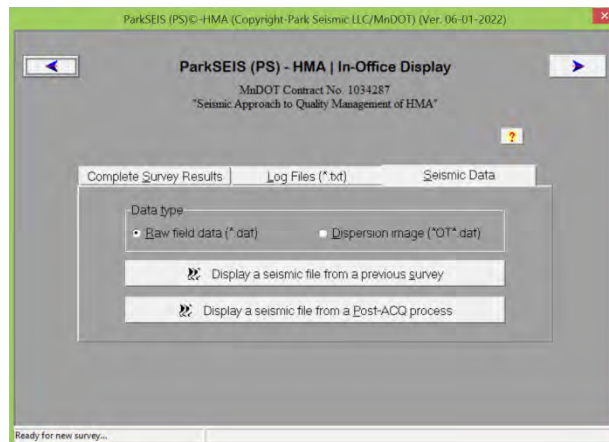 ParkSEIS (PS)©-HMA (Copyright-Park Seismic LLC/MnDOT) (Ver. 06-01-2022)
x
ParkSEIS (PS) - HMA | In-Office Display
MnDOT Contract No. 1034287
"Seismic Approach to Quality Management of HMA"
?
Complete Survey Results
Log Files (*.txt)
Seismic Data
Data type
Raw field data (*.dat)
Dispersion image (*OT*.dat)
Display a seismic file from a previous survey
Display a seismic file from a Post-ACQ process
Ready for new survey...